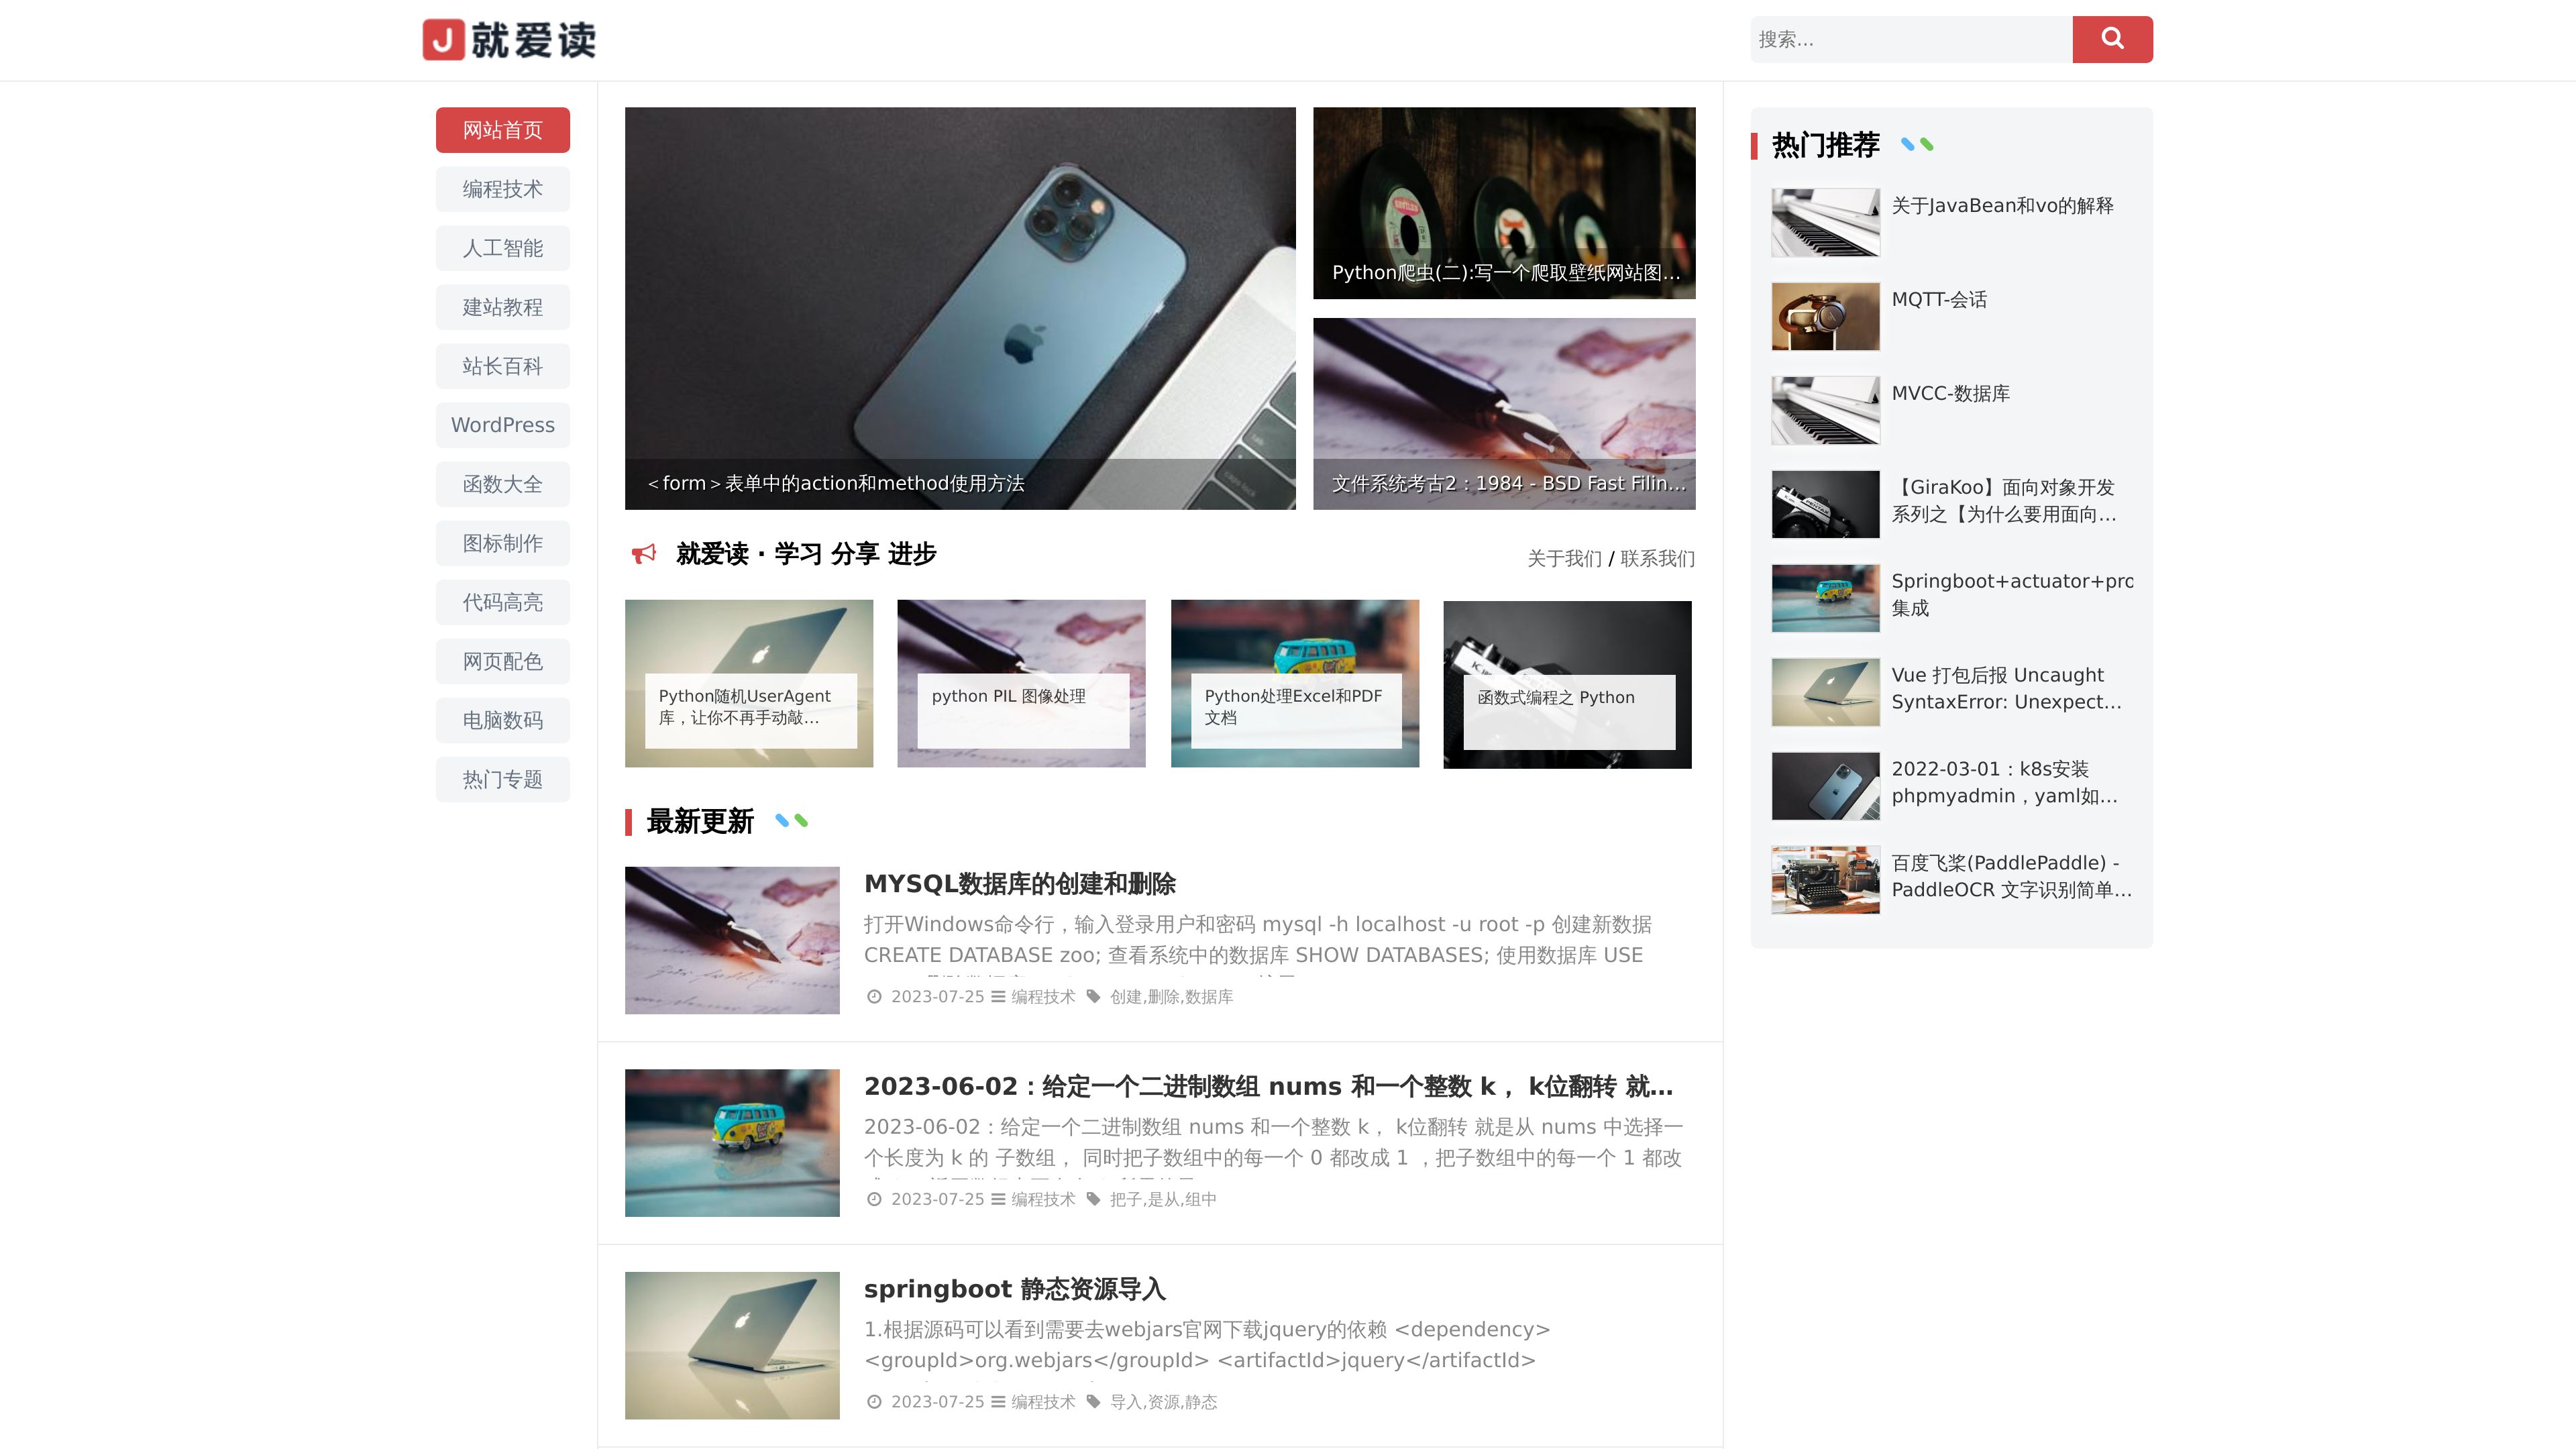 J 就爱读
搜索...
网站首页
编程技术
人工智能
建站教程
站长百科
WordPress
函数大全
图标制作
代码高亮
网页配色
电脑数码
热门专题
＜form＞表单中的action和method使用方法
Python爬虫(二):写一个爬取壁纸网站图…
文件系统考古2：1984 - BSD Fast Filin…
就爱读 · 学习 分享 进步
关于我们 / 联系我们
Python随机UserAgent
库，让你不再手动敲…
python PIL 图像处理
Python处理Excel和PDF
文档
函数式编程之 Python
最新更新
MYSQL数据库的创建和删除
打开Windows命令行，输入登录用户和密码 mysql -h localhost -u root -p 创建新数据
CREATE DATABASE zoo; 查看系统中的数据库 SHOW DATABASES; 使用数据库 USE
2023-07-25 编程技术 创建,删除,数据库
2023-06-02：给定一个二进制数组 nums 和一个整数 k， k位翻转 就…
2023-06-02：给定一个二进制数组 nums 和一个整数 k， k位翻转 就是从 nums 中选择一
个长度为 k 的 子数组， 同时把子数组中的每一个 0 都改成 1 ，把子数组中的每一个 1 都改
2023-07-25 编程技术 把子,是从,组中
springboot 静态资源导入
1.根据源码可以看到需要去webjars官网下载jquery的依赖 <dependency>
<groupId>org.webjars</groupId> <artifactId>jquery</artifactId>
2023-07-25 编程技术 导入,资源,静态
热门推荐
关于JavaBean和vo的解释
MQTT-会话
MVCC-数据库
【GiraKoo】面向对象开发
系列之【为什么要用面向…
Springboot+actuator+pro
集成
Vue 打包后报 Uncaught
SyntaxError: Unexpect…
2022-03-01：k8s安装
phpmyadmin，yaml如…
百度飞桨(PaddlePaddle) -
PaddleOCR 文字识别简单…